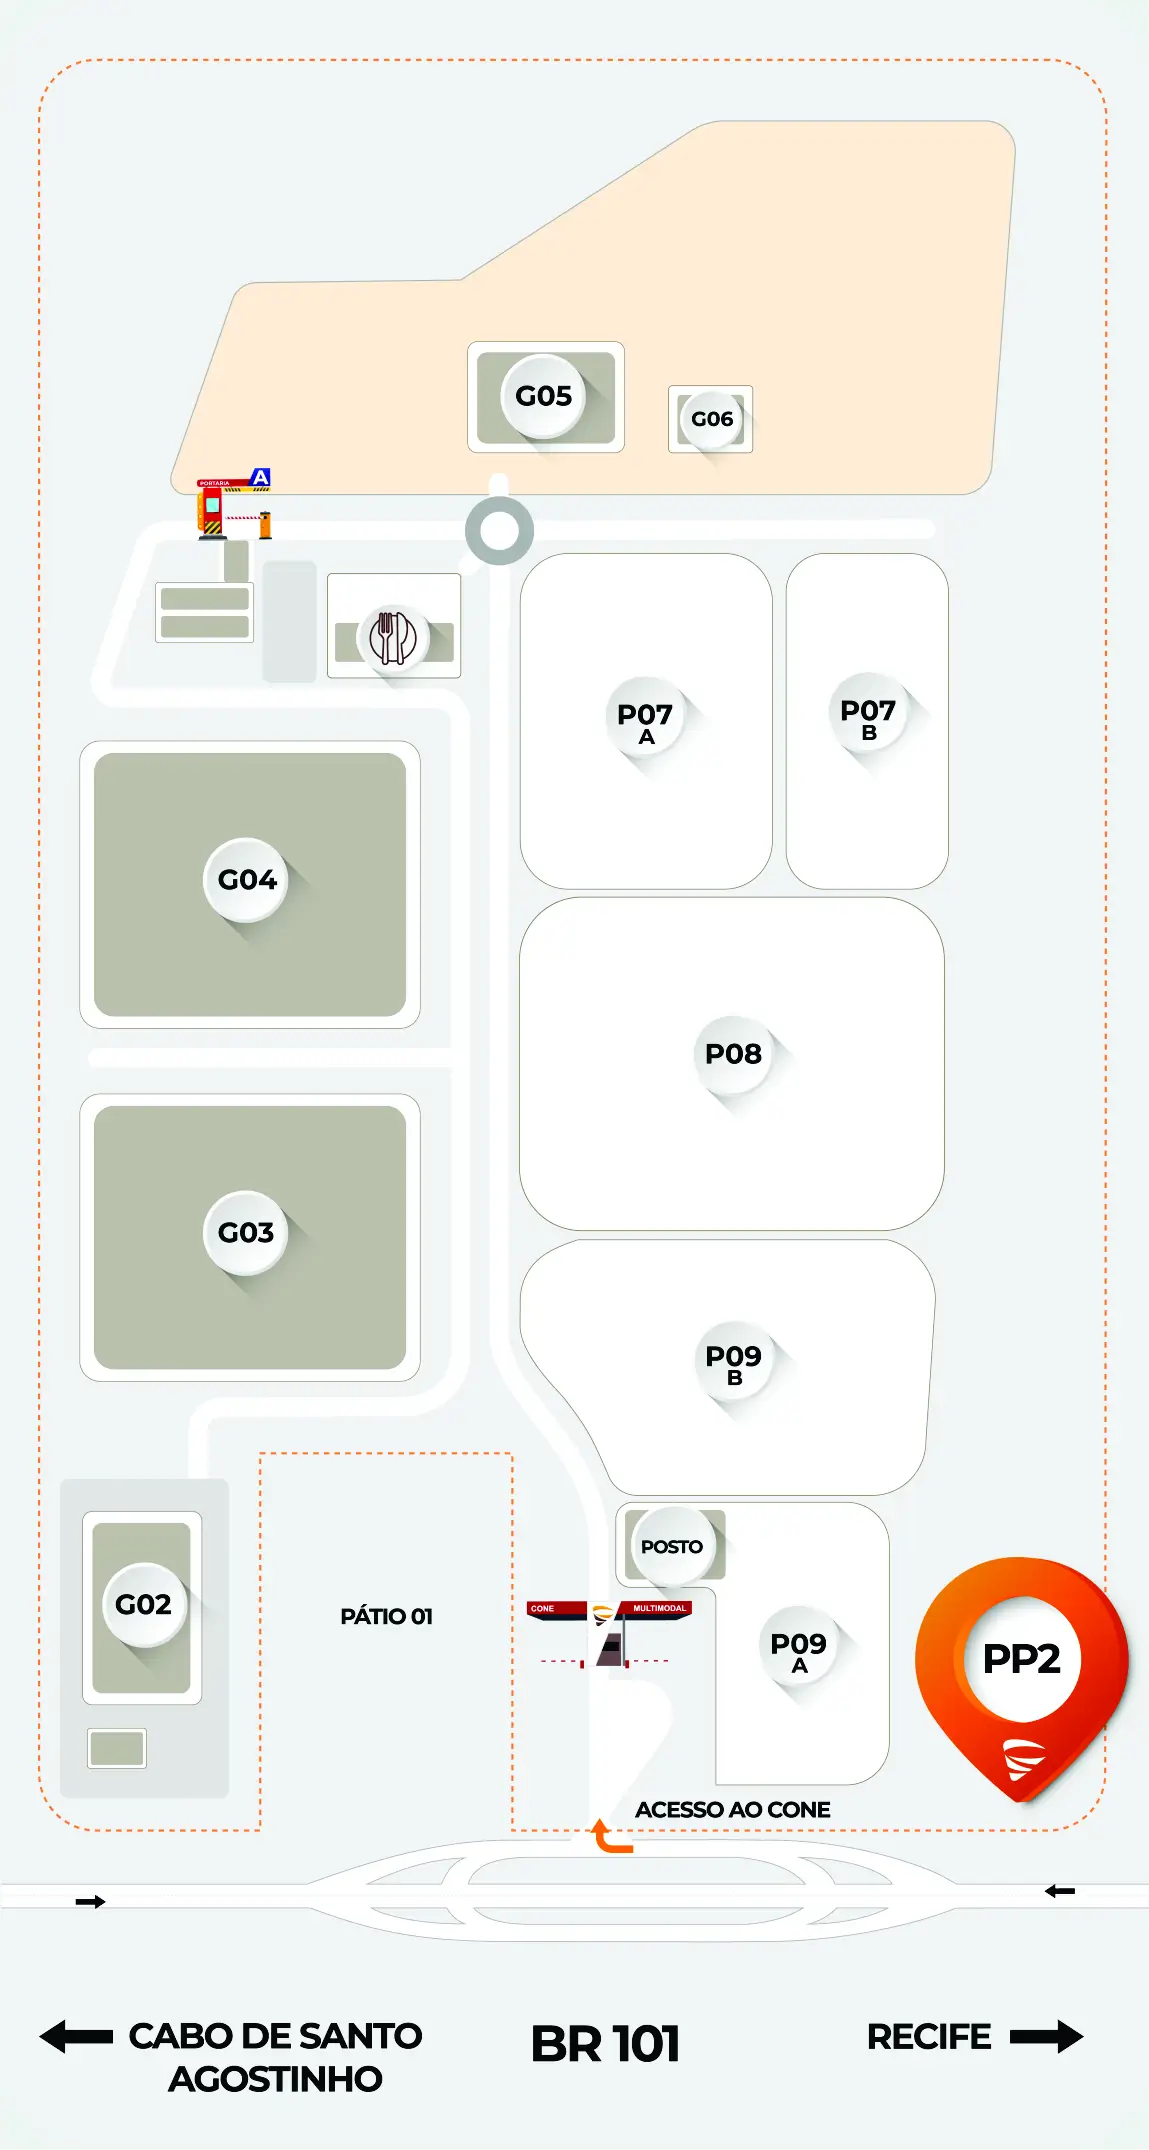 G05
G06
PORTARIA
A
P07
A
P07
B
G04
P08
G03
P09
B
POSTO
G02
PÁTIO 01
CONE
MULTIMODAL
P09
A
PP2
ACESSO AO CONE
CABO DE SANTO
AGOSTINHO
BR 101
RECIFE